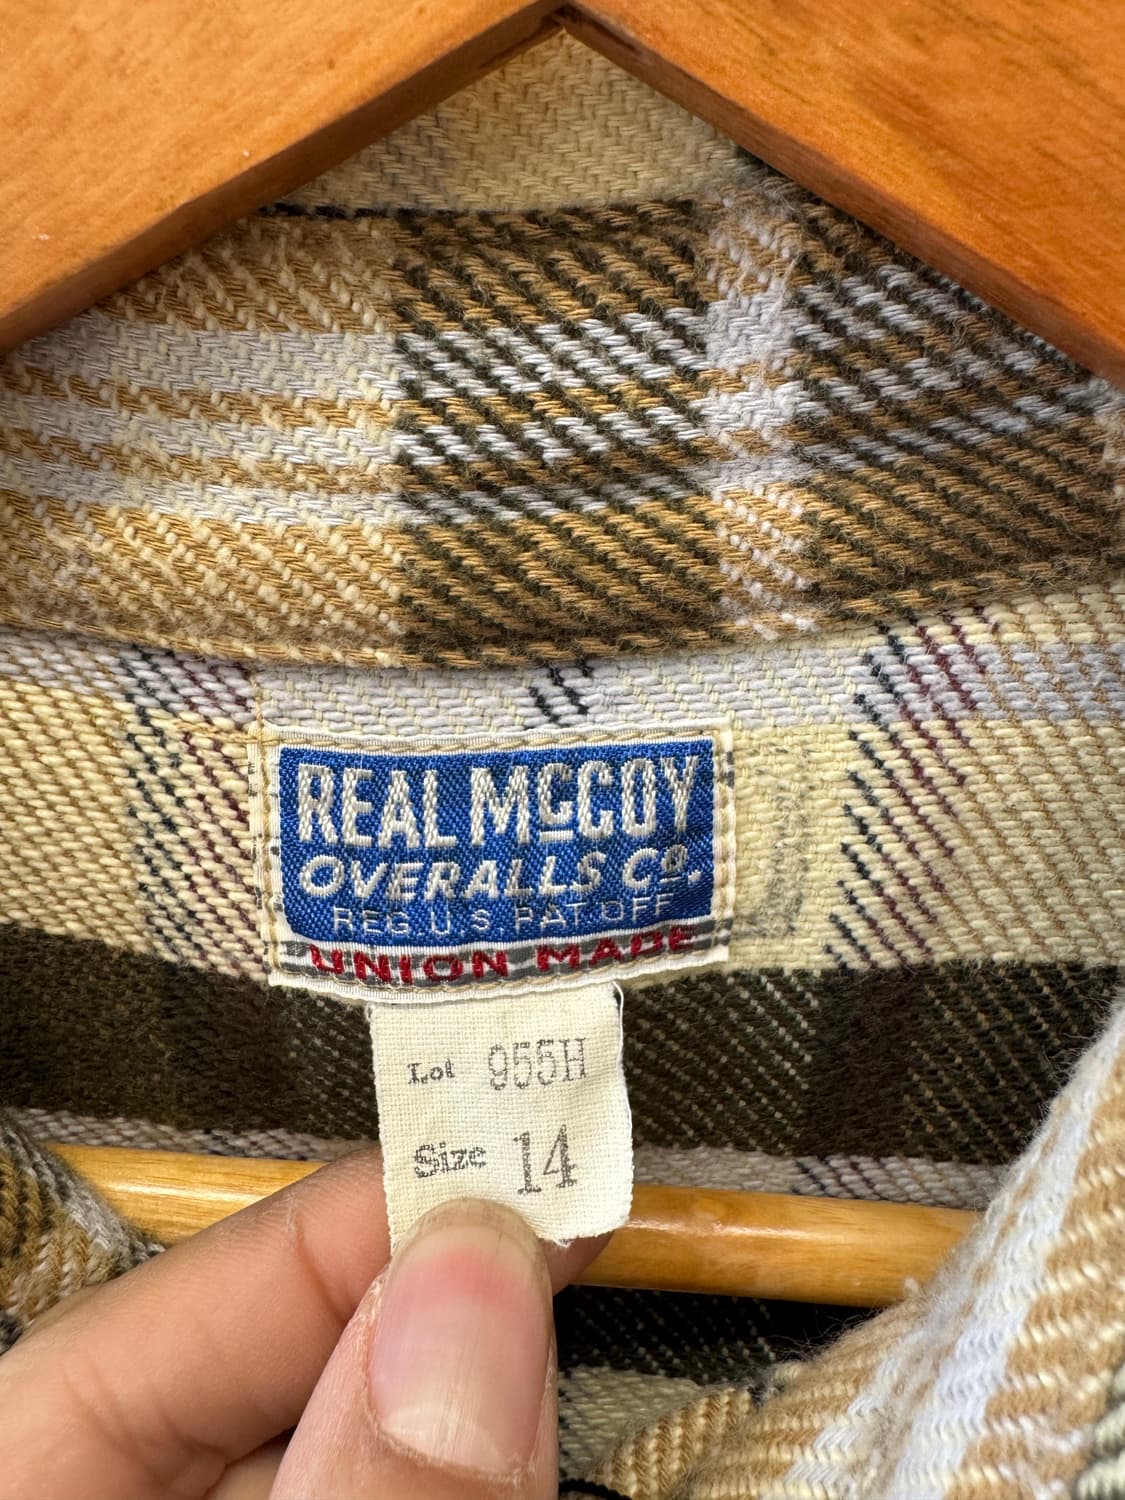 REAL McCOY
OVERALLS Co.
REG. U.S. PAT. OFF.
UNION MADE
Lot 955H
Size 14